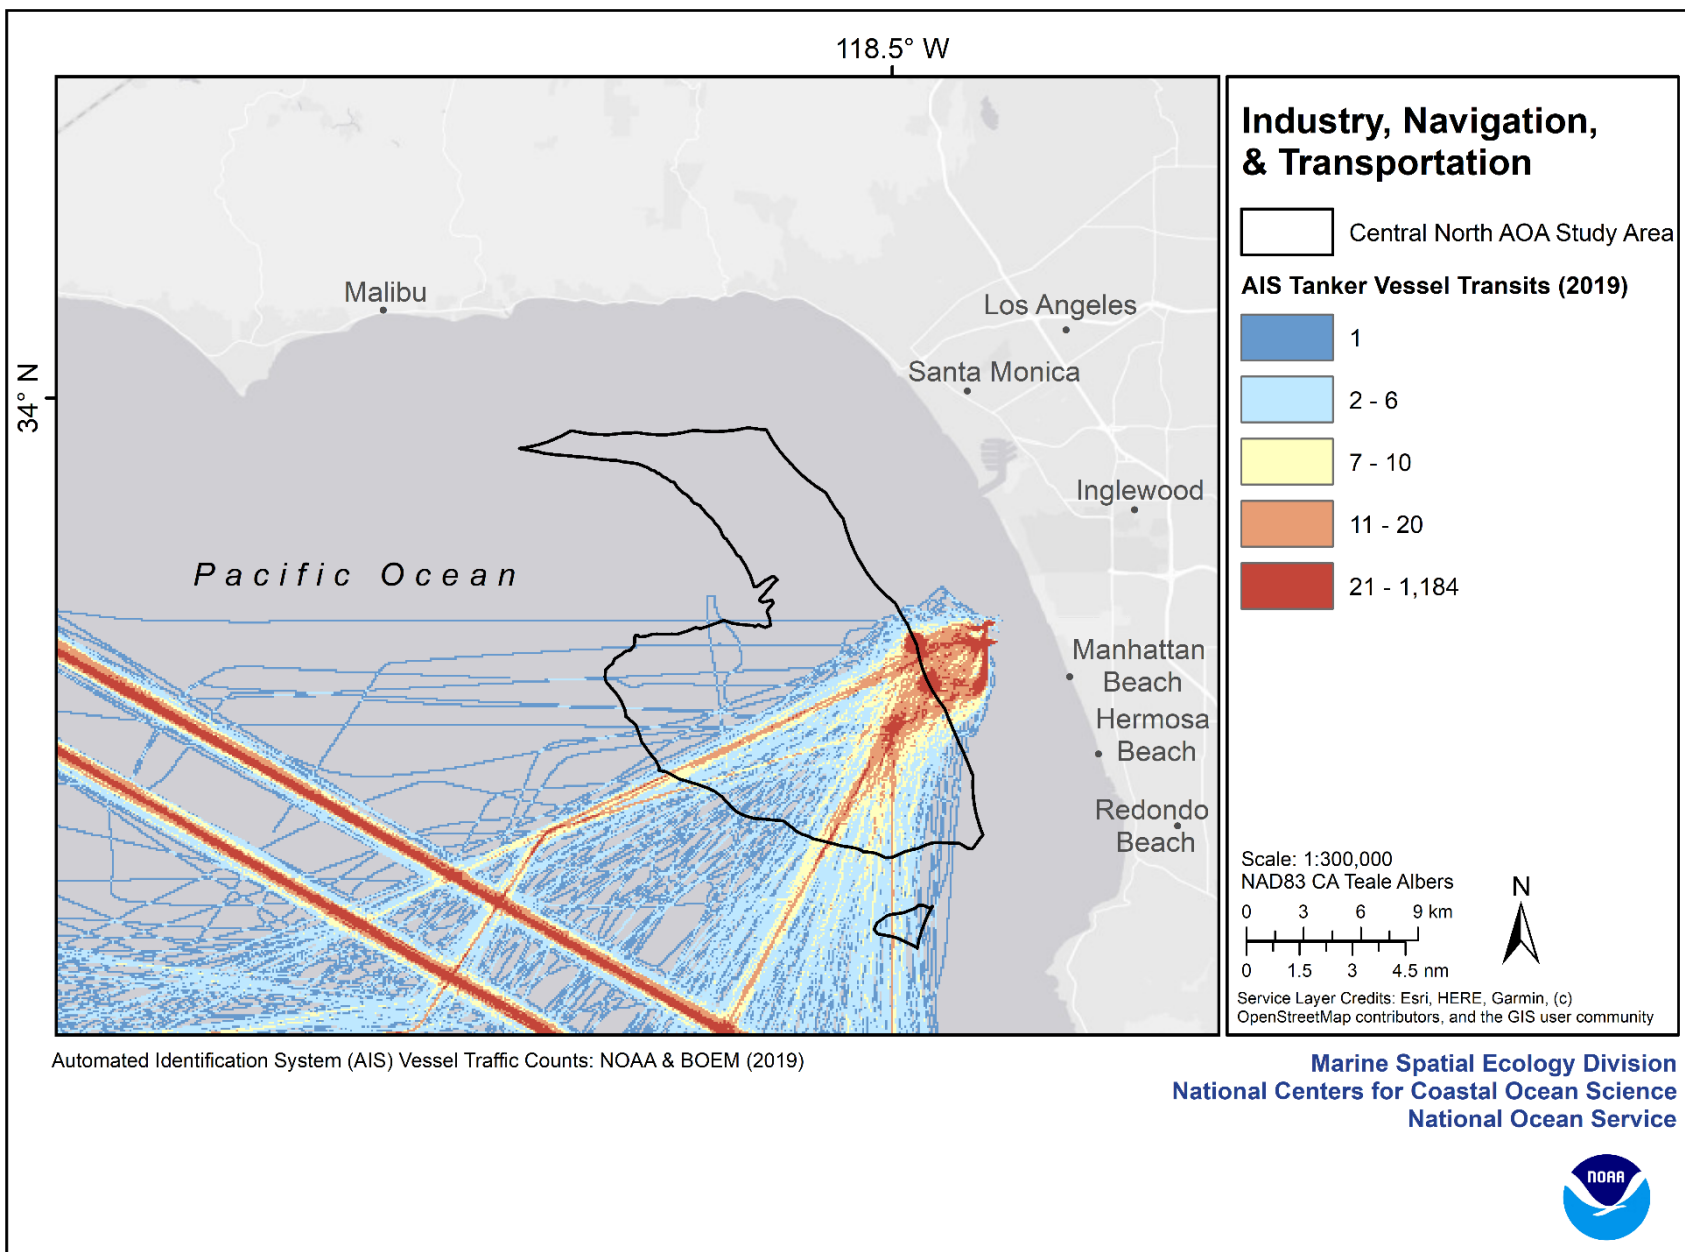 118.5° W
34° N
Malibu
Los Angeles
Santa Monica
Inglewood
Pacific Ocean
Manhattan
Beach
Hermosa
Beach
Redondo
Beach
Industry, Navigation,
& Transportation
Central North AOA Study Area
AIS Tanker Vessel Transits (2019)
1
2 - 6
7 - 10
11 - 20
21 - 1,184
Scale: 1:300,000
NAD83 CA Teale Albers
0 3 6 9 km
0 1.5 3 4.5 nm
N
Service Layer Credits: Esri, HERE, Garmin, (c)
OpenStreetMap contributors, and the GIS user community
Automated Identification System (AIS) Vessel Traffic Counts: NOAA & BOEM (2019)
Marine Spatial Ecology Division
National Centers for Coastal Ocean Science
National Ocean Service
NOAA